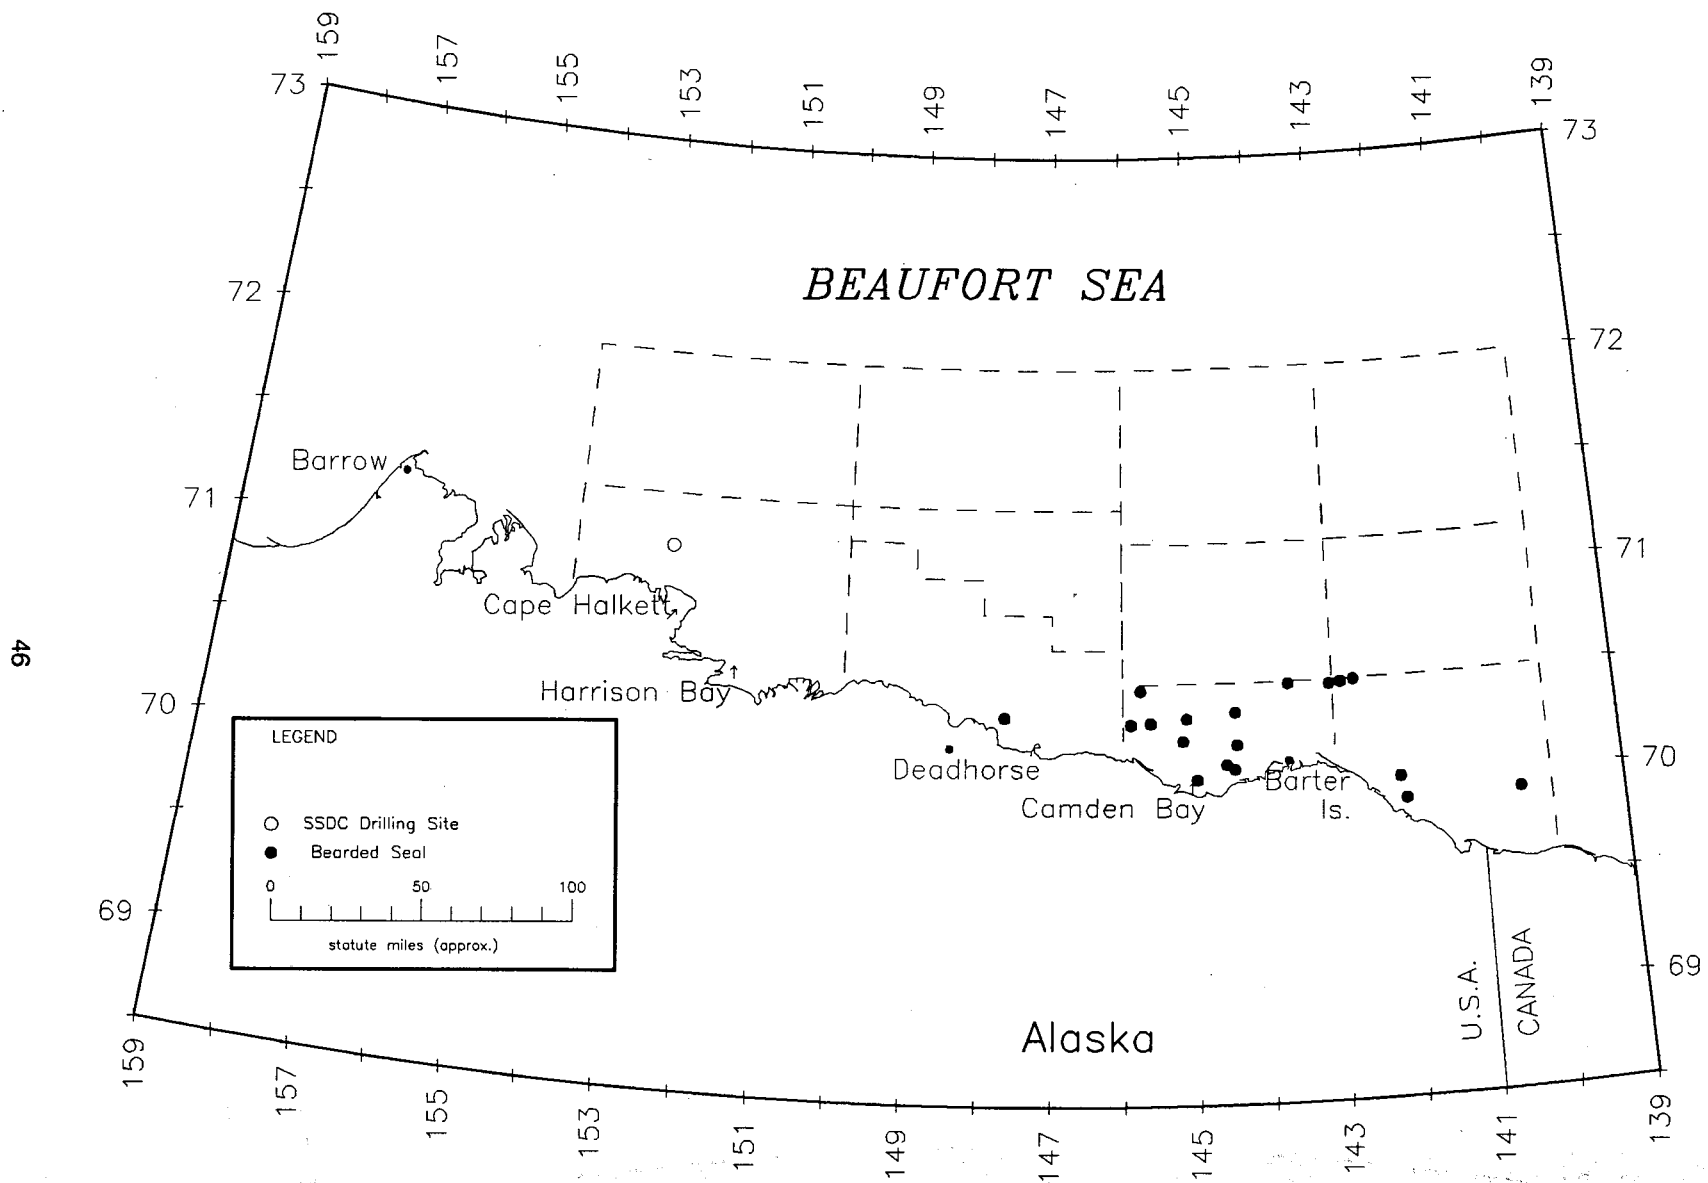 159
157
155
153
151
149
147
145
143
141
139
73
73
BEAUFORT SEA
72
72
Barrow
71
71
Cape Halkett
Harrison Bay
70
70
Deadhorse
Camden Bay
Barter
Is.
LEGEND
SSDC Drilling Site
Bearded Seal
0 50 100
statute miles (approx.)
69
69
U.S.A.
CANADA
Alaska
159
157
155
153
151
149
147
145
143
141
139
46